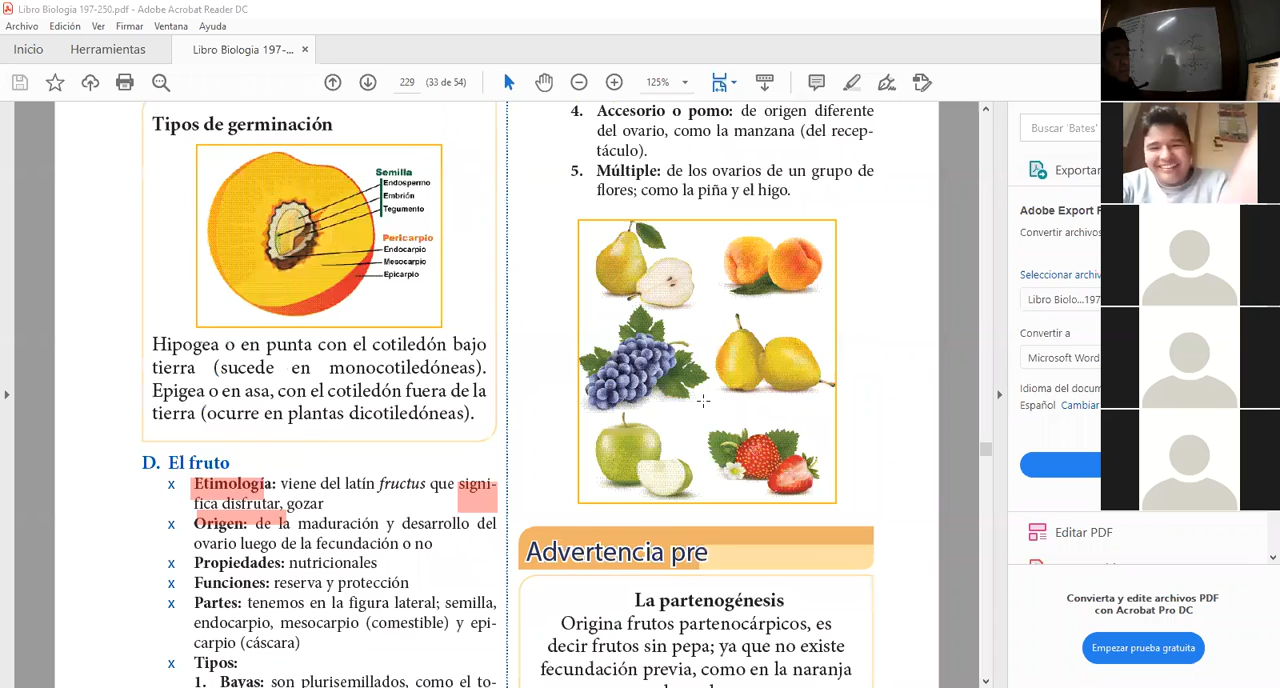 Libro Biologia 197-250.pdf - Adobe Acrobat Reader DC
Archivo Edición Ver Firmar Ventana Ayuda
Inicio Herramientas Libro Biologia 197-... ×
229 (33 de 54) 125%
Tipos de germinación
Semilla
Endospermo
Embrión
Tegumento
Pericarpio
Endocarpio
Mesocarpio
Epicarpio
Hipogea o en punta con el cotiledón bajo
tierra (sucede en monocotiledóneas).
Epigea o en asa, con el cotiledón fuera de la
tierra (ocurre en plantas dicotiledóneas).
D. El fruto
x Etimología: viene del latín fructus que signi-
fica disfrutar, gozar
x Origen: de la maduración y desarrollo del
ovario luego de la fecundación o no
x Propiedades: nutricionales
x Funciones: reserva y protección
x Partes: tenemos en la figura lateral; semilla,
endocarpio, mesocarpio (comestible) y epi-
carpio (cáscara)
x Tipos:
1. Bayas: son plurisemillados, como el to-
4. Accesorio o pomo: de origen diferente
del ovario, como la manzana (del recep-
táculo).
5. Múltiple: de los ovarios de un grupo de
flores; como la piña y el higo.
Advertencia pre
La partenogénesis
Origina frutos partenocárpicos, es
decir frutos sin pepa; ya que no existe
fecundación previa, como en la naranja
Buscar 'Bates'
Exportar
Adobe Export P
Convertir archivos
Seleccionar archiv
Libro Biolo...197
Convertir a
Microsoft Word
Idioma del docum
Español Cambiar
Editar PDF
Convierta y edite archivos PDF
con Acrobat Pro DC
Empezar prueba gratuita